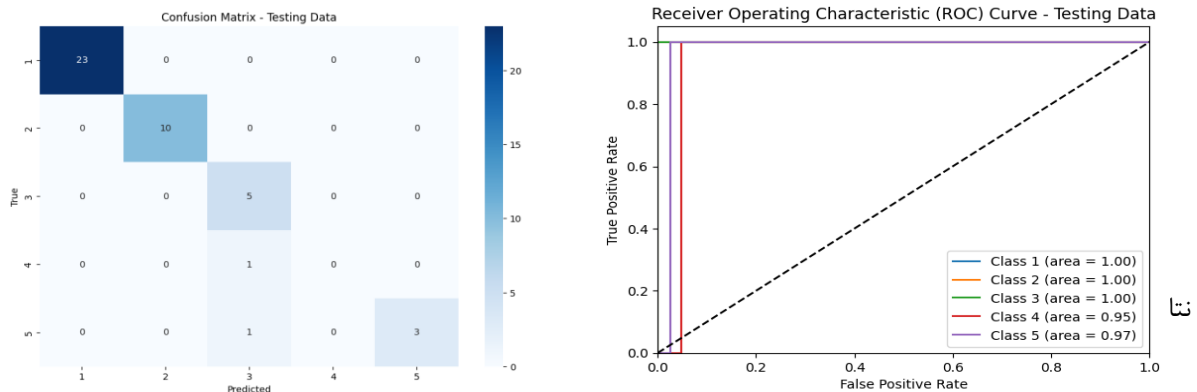 Confusion Matrix - Testing Data
1 23 0 0 0 0
2 0 10 0 0 0
3 0 0 5 0 0
4 0 0 1 0 0
5 0 0 1 0 3
1 2 3 4 5
True
Predicted
20
15
10
5
0
Receiver Operating Characteristic (ROC) Curve - Testing Data
True Positive Rate
1.0
0.8
0.6
0.4
0.2
0.0
0.0 0.2 0.4 0.6 0.8 1.0
False Positive Rate
Class 1 (area = 1.00)
Class 2 (area = 1.00)
Class 3 (area = 1.00)
Class 4 (area = 0.95)
Class 5 (area = 0.97)
نتا